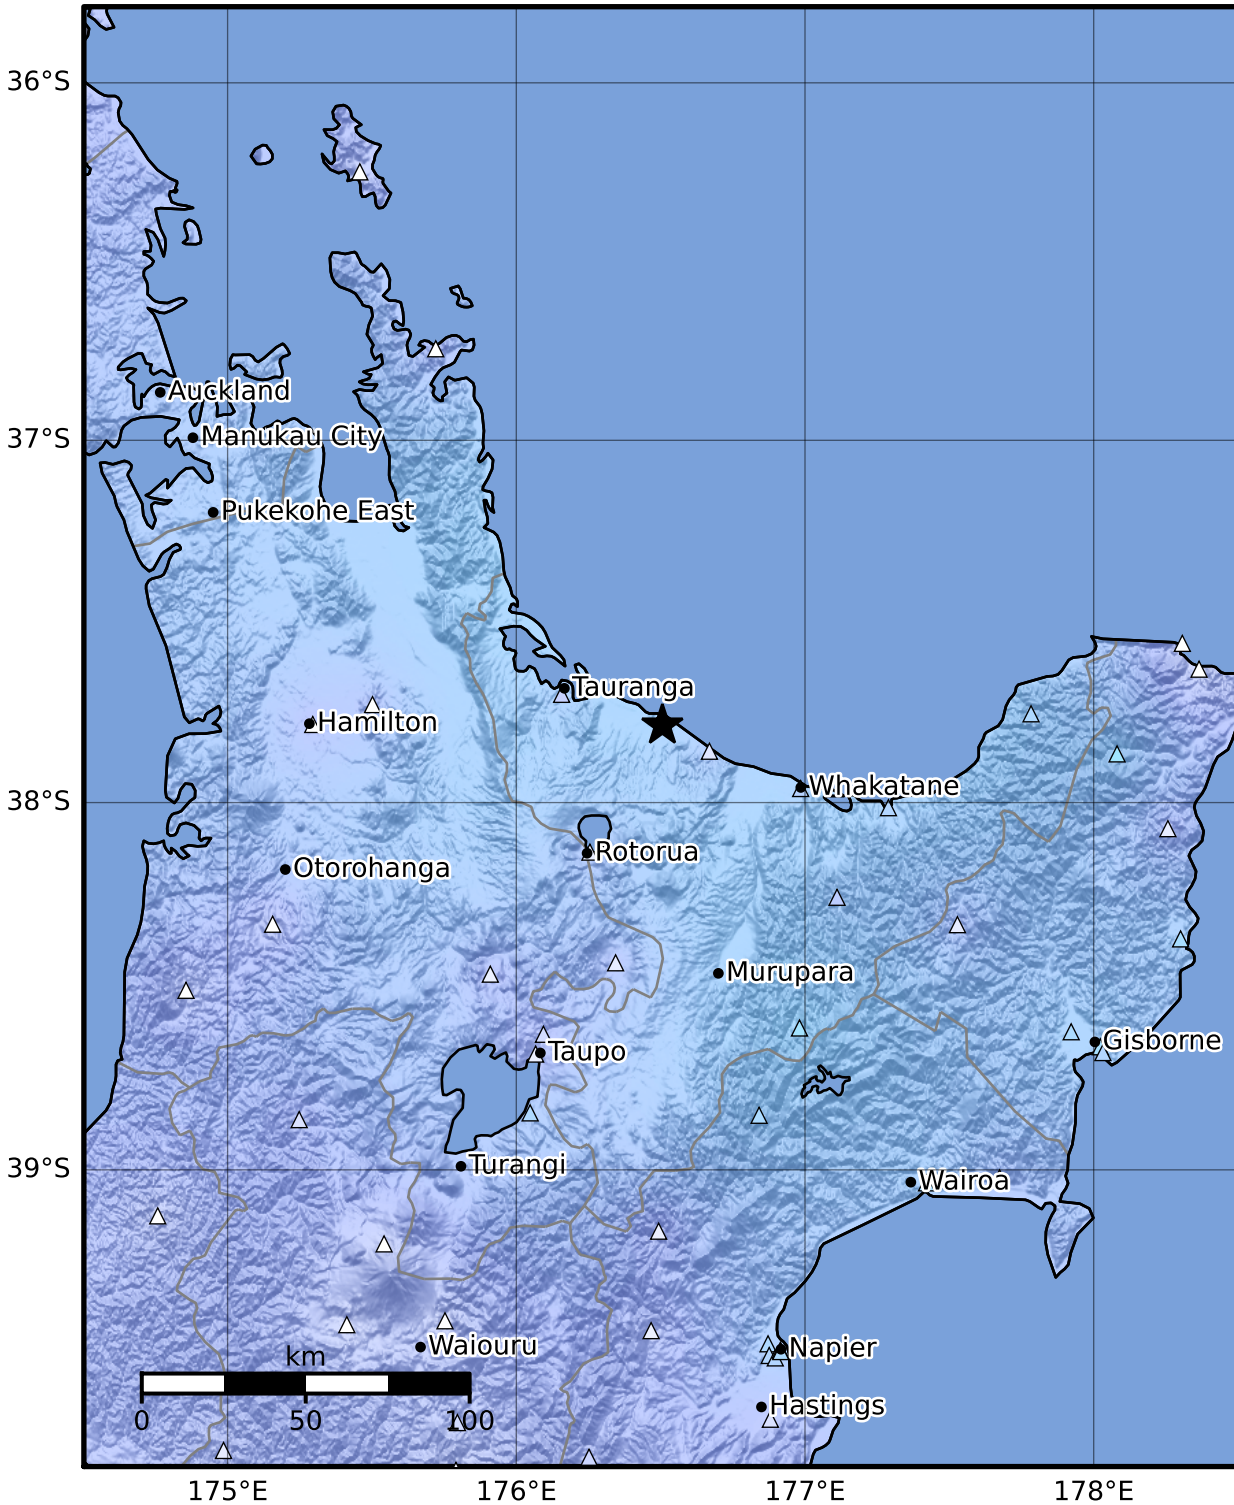 36°S
Auckland
37°S
Manukau City
Pukekohe East
Tauranga
Hamilton
Whakatane
38°S
Rotorua
Otorohanga
Murupara
Gisborne
Taupo
39°S
Turangi
Wairoa
Waiouru
Napier
km
Hastings
0 50 100
175°E 176°E 177°E 178°E